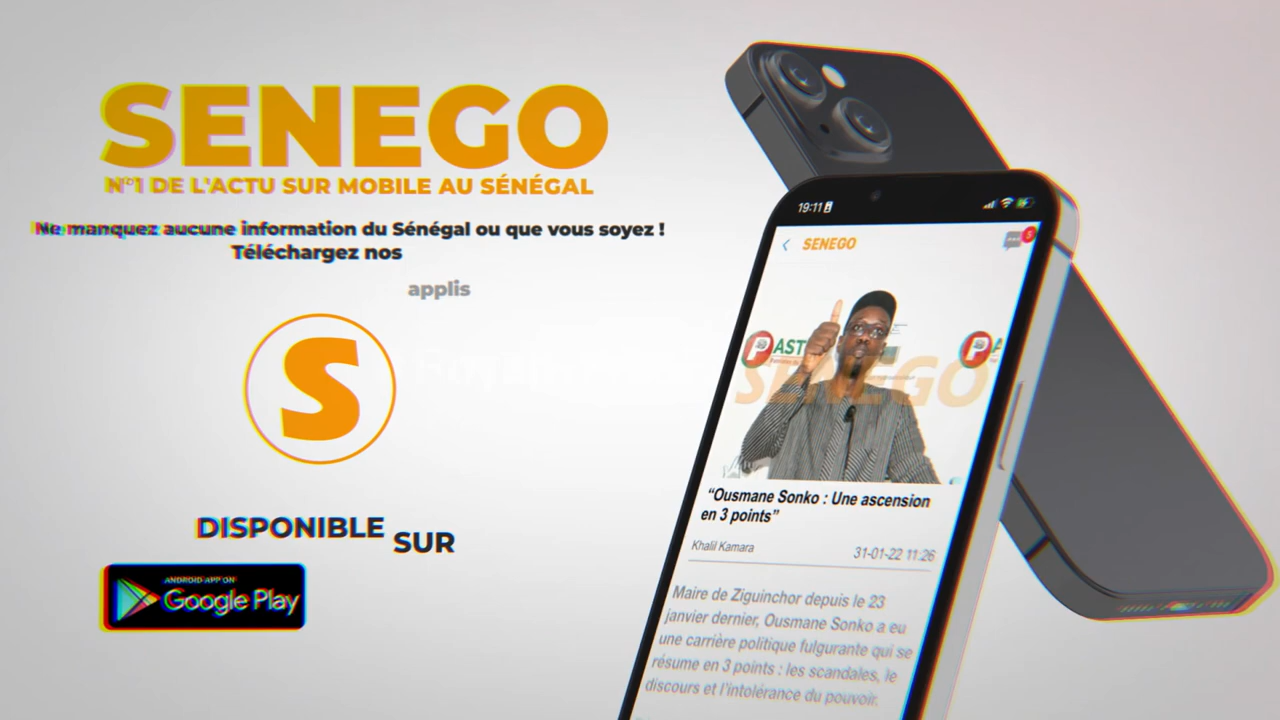 SENEGO
N°1 DE L'ACTU SUR MOBILE AU SÉNÉGAL
Ne manquez aucune information du Sénégal ou que vous soyez !
Téléchargez nos
applis
S
DISPONIBLE SUR
ANDROID APP ON
Google Play
19:11
SENEGO
5
PAST
PA
SENEGO
“Ousmane Sonko : Une ascension
en 3 points”
Khalil Kamara 31-01-22 11:26
Maire de Ziguinchor depuis le 23
janvier dernier, Ousmane Sonko a eu
une carrière politique fulgurante qui se
résume en 3 points : les scandales, le
discours et l'intolérance du pouvoir.